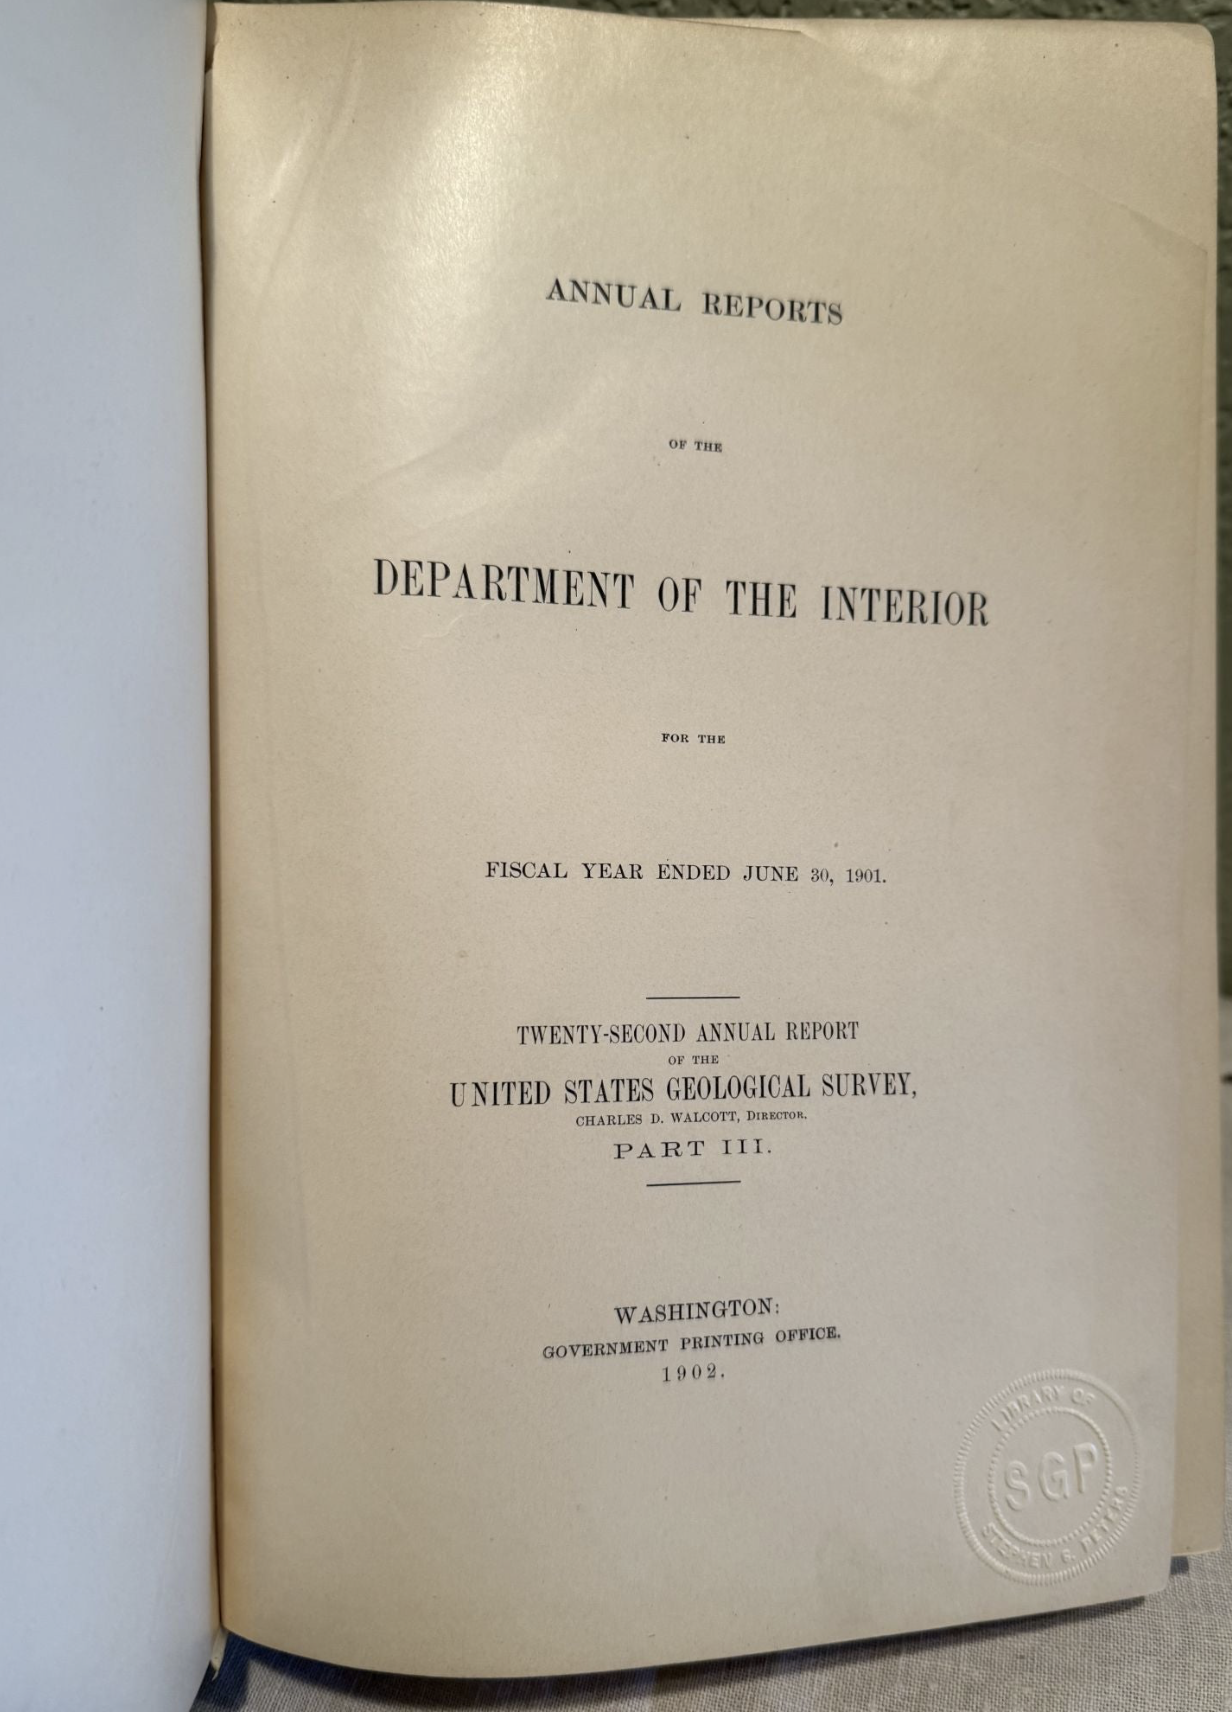 ANNUAL REPORTS
OF THE
DEPARTMENT OF THE INTERIOR
FOR THE
FISCAL YEAR ENDED JUNE 30, 1901.
TWENTY-SECOND ANNUAL REPORT
OF THE
UNITED STATES GEOLOGICAL SURVEY,
CHARLES D. WALCOTT, DIRECTOR.
PART III.
WASHINGTON:
GOVERNMENT PRINTING OFFICE.
1902.
LIBRARY OF
SGP
STEPHEN G. PETERS